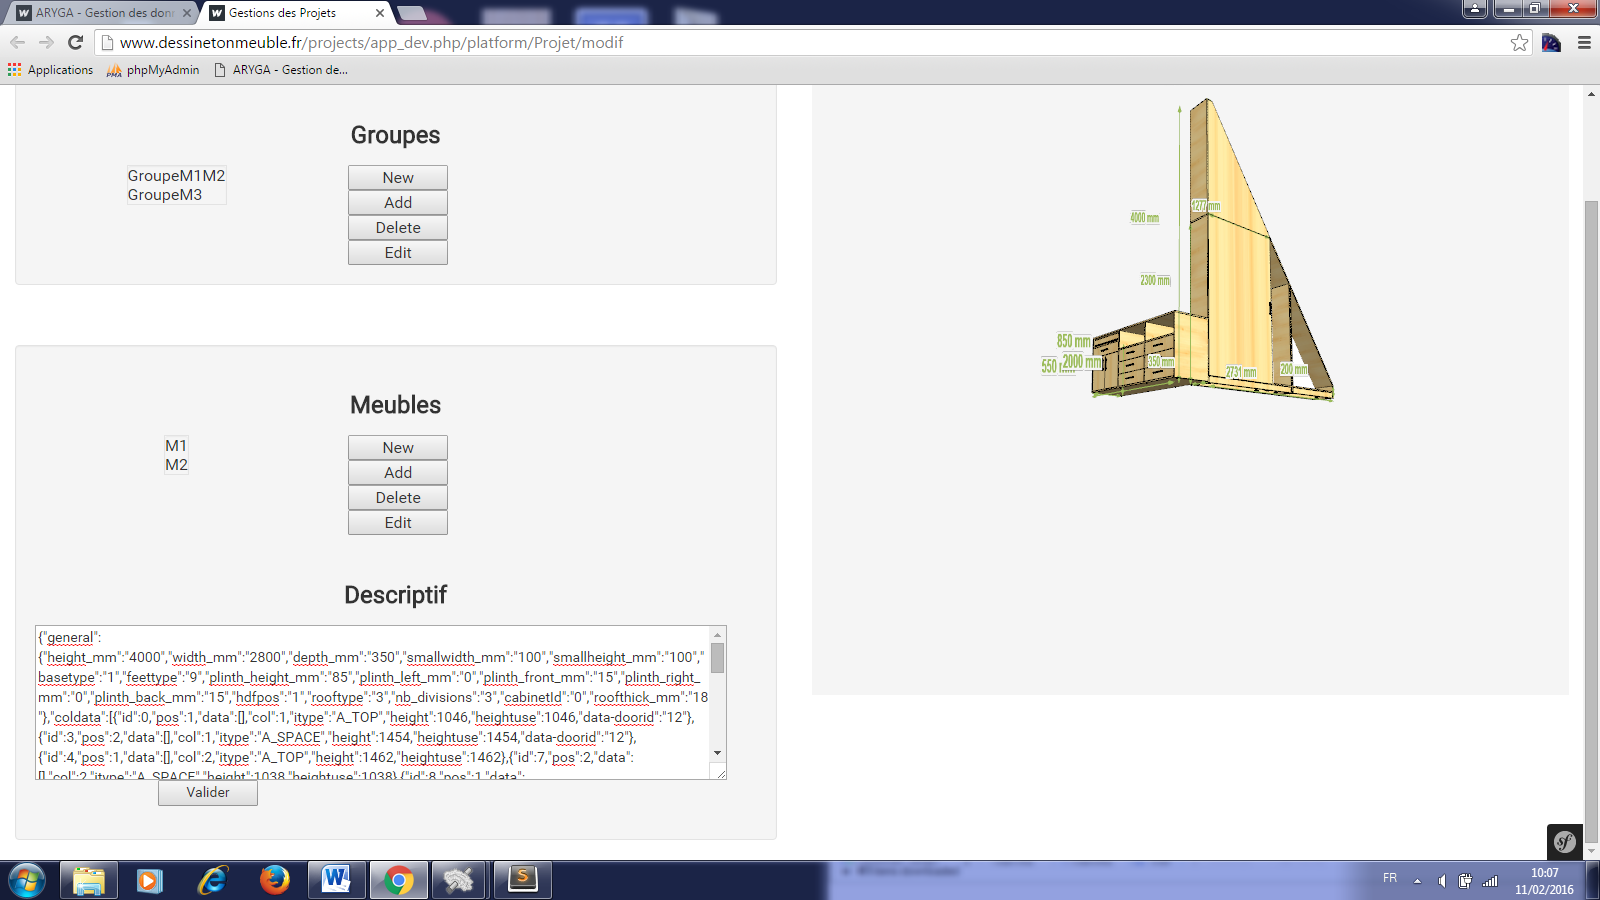 ARYGA - Gestion des don
Gestions des Projets
www.dessinetonmeuble.fr/projects/app_dev.php/platform/Projet/modif
Applications
phpMyAdmin
ARYGA - Gestion de...
Groupes
GroupeM1M2
GroupeM3
New
Add
Delete
Edit
Meubles
M1
M2
New
Add
Delete
Edit
Descriptif
{"general":
{"height_mm":"4000","width_mm":"2800","depth_mm":"350","smallwidth_mm":"100","smallheight_mm":"100","
basetype":"1","feettype":"9","plinth_height_mm":"85","plinth_left_mm":"0","plinth_front_mm":"15","plinth_right_
mm":"0","plinth_back_mm":"15","hdfpos":"1","rooftype":"3","nb_divisions":"3","cabinetId":"0","roofthick_mm":"18
"},"coldata":[{"id":0,"pos":1,"data":[],"col":1,"itype":"A_TOP","height":1046,"heightuse":1046,"data-doorid":"12"},
{"id":3,"pos":2,"data":[],"col":1,"itype":"A_SPACE","height":1454,"heightuse":1454,"data-doorid":"12"},
{"id":4,"pos":1,"data":[],"col":2,"itype":"A_TOP","height":1462,"heightuse":1462},{"id":7,"pos":2,"data":
[],"col":2,"itype":"A_SPACE","height":1038,"heightuse":1038},{"id":8,"pos":1,"data":
Valider
1277 mm
4000 mm
2300 mm
850 mm
550
2000 mm
350 mm
2731 mm
200 mm
sf
FR
10:07
11/02/2016